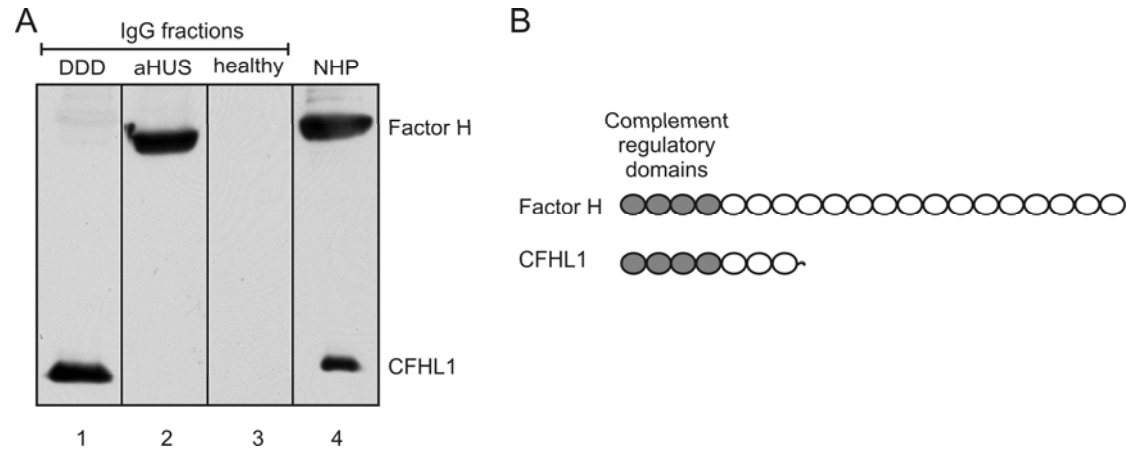 A
IgG fractions
DDD aHUS healthy NHP
Factor H
CFHL1
1 2 3 4
B
Complement
regulatory
domains
Factor H
CFHL1